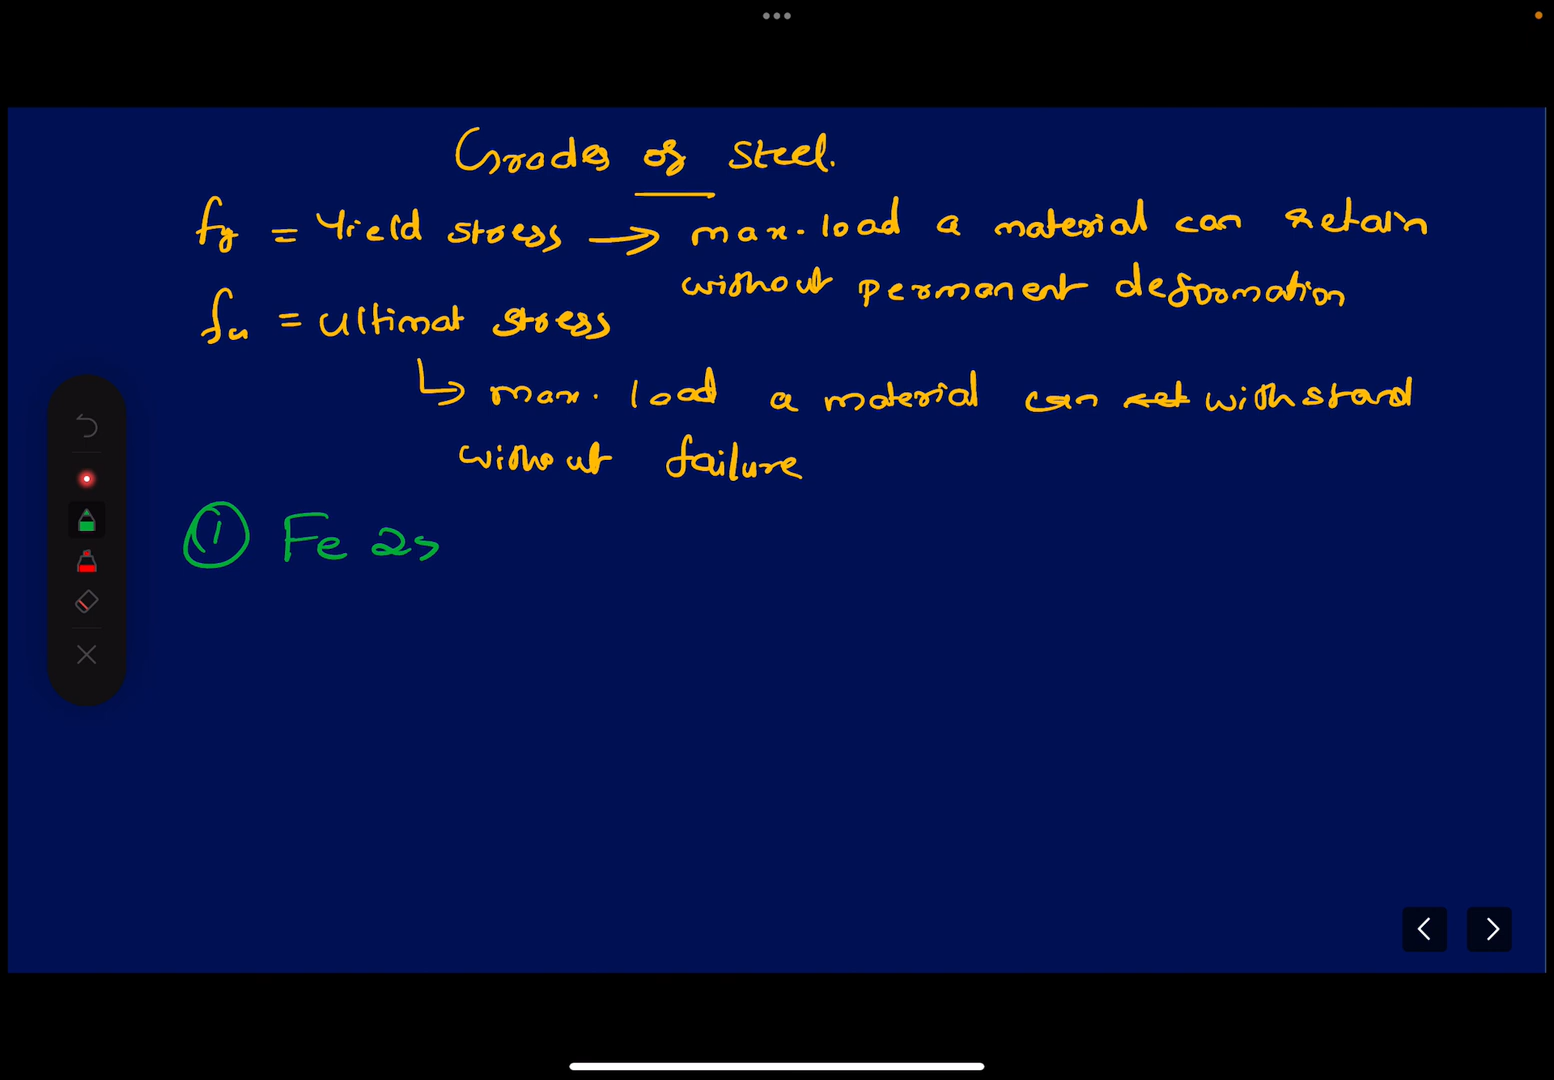 Grades of steel.
fy = Yield stress → max. load a material can retain
without permanent deformation
fu = ultimat stress
↳ max. load a material can withstand
without failure
① Fe 25